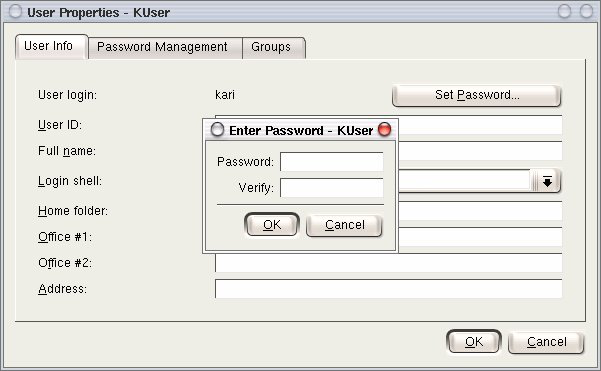 User Properties - KUser
User Info Password Management Groups
User login: kari Set Password...
User ID:
Full name:
Login shell:
Home folder:
Office #1:
Office #2:
Address:
Enter Password - KUser
Password:
Verify:
OK Cancel
OK Cancel